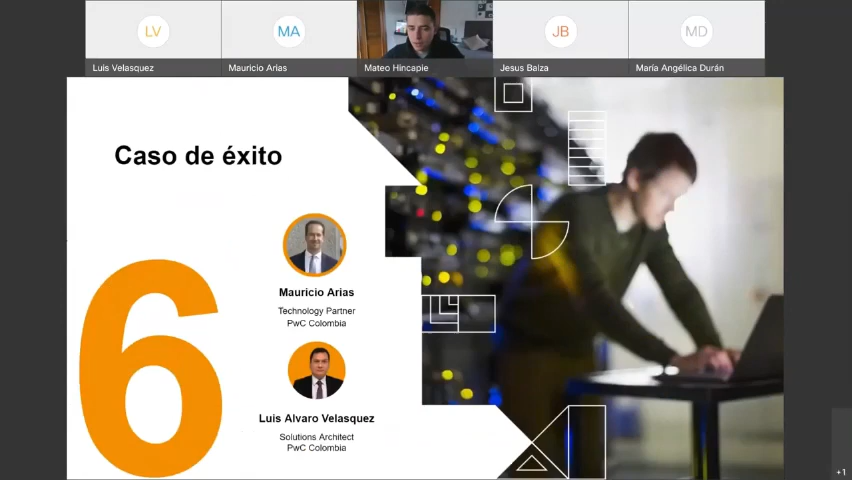 LV
MA
JB
MD
Luis Velasquez
Mauricio Arias
Mateo Hincapie
Jesus Balza
María Angélica Durán
Caso de éxito
6
Mauricio Arias
Technology Partner
PwC Colombia
Luis Alvaro Velasquez
Solutions Architect
PwC Colombia
+1